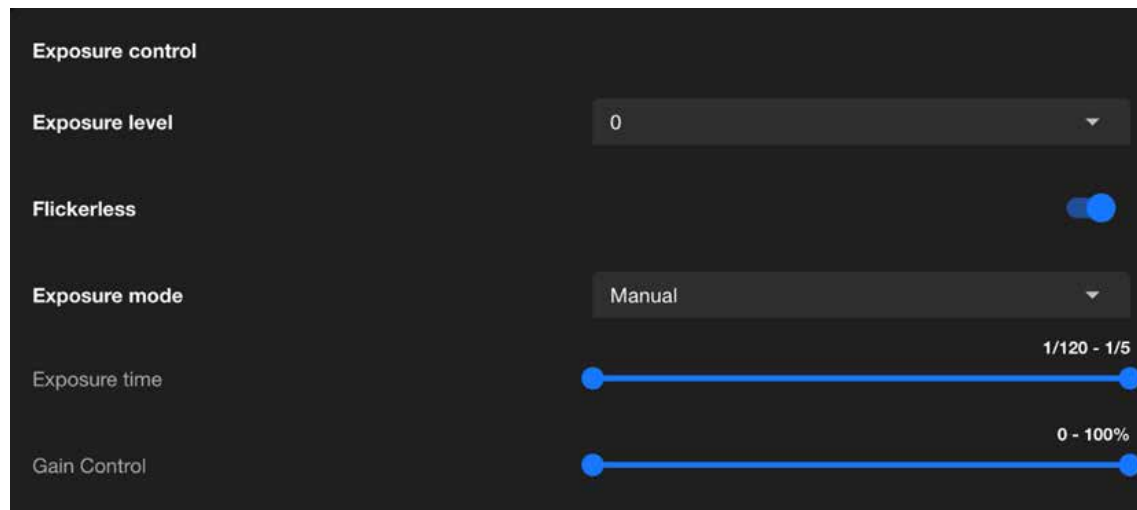 Exposure control
Exposure level
0
Flickerless
Exposure mode
Manual
1/120 - 1/5
Exposure time
0 - 100%
Gain Control